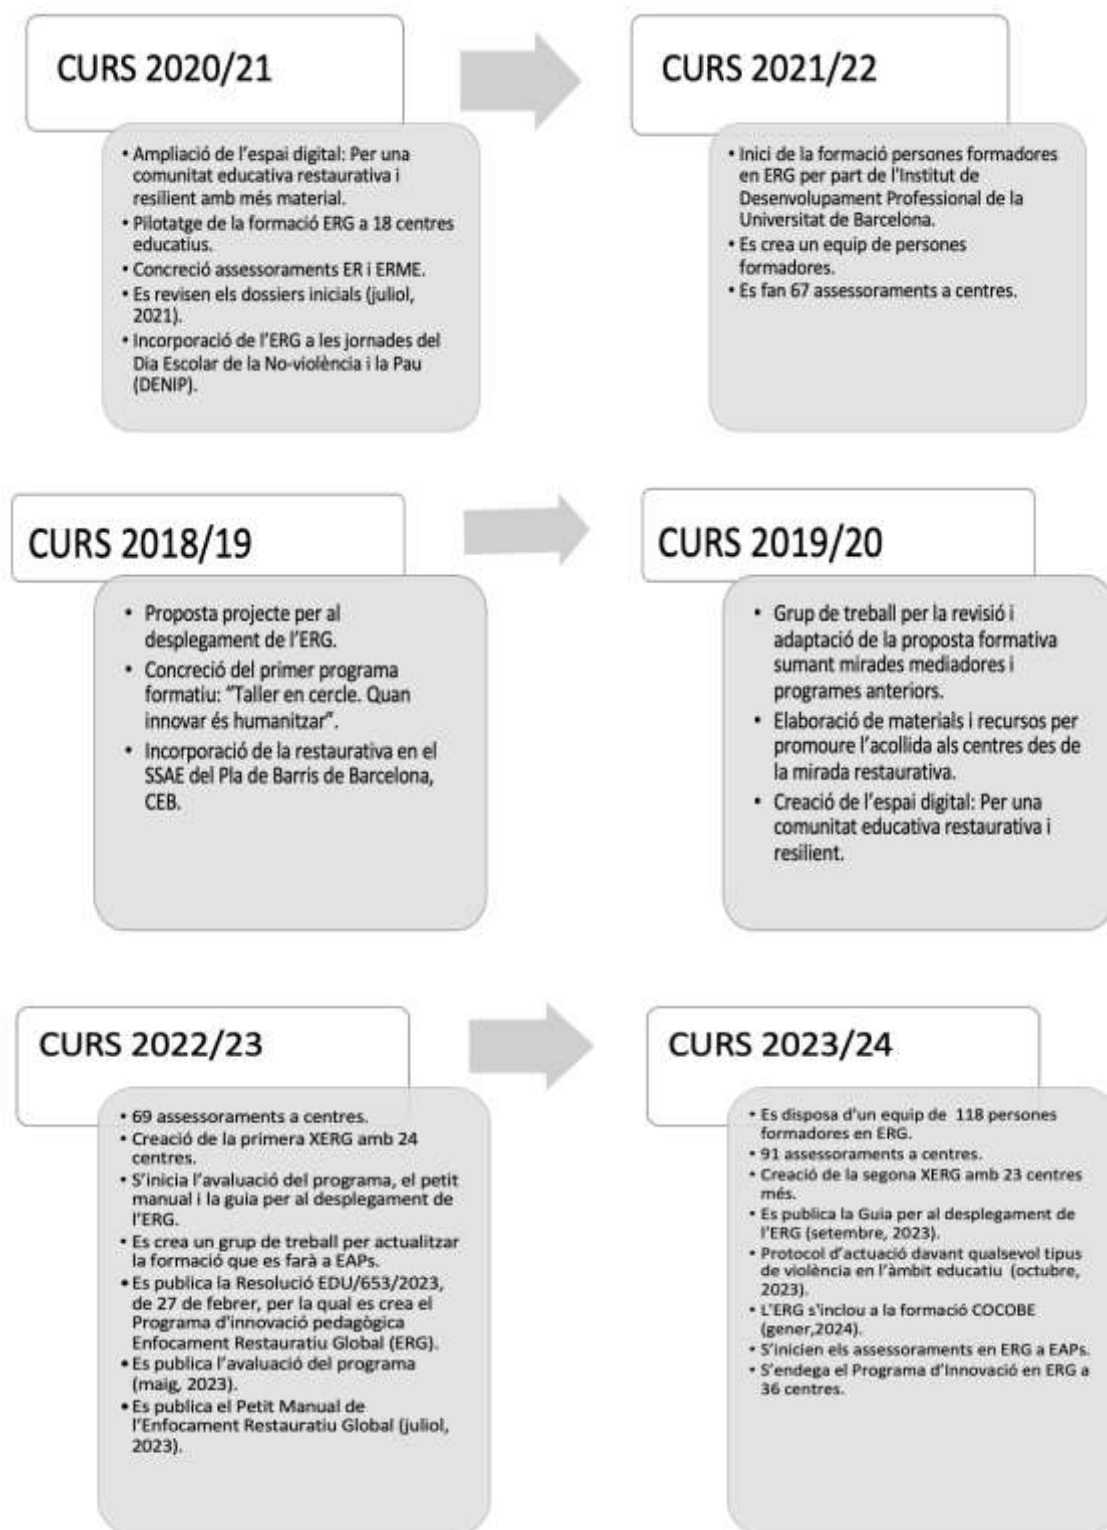 CURS 2020/21
• Ampliació de l'espai digital: Per una
comunitat educativa restaurativa i
resilient amb més material.
• Pilotatge de la formació ERG a 18 centres
educatius.
• Concreció assessoraments ER i ERME.
• Es revisen els dossiers inicials (juliol,
2021).
• Incorporació de l'ERG a les jornades del
Dia Escolar de la No-violència i la Pau
(DENIP).
CURS 2021/22
• Inici de la formació persones formadores
en ERG per part de l'Institut de
Desenvolupament Professional de la
Universitat de Barcelona.
• Es crea un equip de persones
formadores.
• Es fan 67 assessoraments a centres.
CURS 2018/19
• Proposta projecte per al
desplegament de l'ERG.
• Concreció del primer programa
formatiu: "Taller en cercle. Quan
innovar és humanitzar".
• Incorporació de la restaurativa en el
SSAE del Pla de Barris de Barcelona,
CEB.
CURS 2019/20
• Grup de treball per la revisió i
adaptació de la proposta formativa
sumant mirades mediadores i
programes anteriors.
• Elaboració de materials i recursos per
promoure l'acollida als centres des de
la mirada restaurativa.
• Creació de l'espai digital: Per una
comunitat educativa restaurativa i
resilient.
CURS 2022/23
• 69 assessoraments a centres.
• Creació de la primera XERG amb 24
centres.
• S'inicia l'avaluació del programa, el petit
manual i la guia per al desplegament de
l'ERG.
• Es crea un grup de treball per actualitzar
la formació que es farà a EAPs.
• Es publica la Resolució EDU/653/2023,
de 27 de febrer, per la qual es crea el
Programa d'innovació pedagògica
Enfocament Restauratiu Global (ERG).
• Es publica l'avaluació del programa
(maig, 2023).
• Es publica el Petit Manual de
l'Enfocament Restauratiu Global (juliol,
2023).
CURS 2023/24
• Es disposa d'un equip de 118 persones
formadores en ERG.
• 91 assessoraments a centres.
• Creació de la segona XERG amb 23 centres
més.
• Es publica la Guia per al desplegament de
l'ERG (setembre, 2023).
• Protocol d'actuació davant qualsevol tipus
de violència en l'àmbit educatiu (octubre,
2023).
• L'ERG s'inclou a la formació COCOBE
(gener,2024).
• S'inicien els assessoraments en ERG a EAPs.
• S'endega el Programa d'Innovació en ERG a
36 centres.